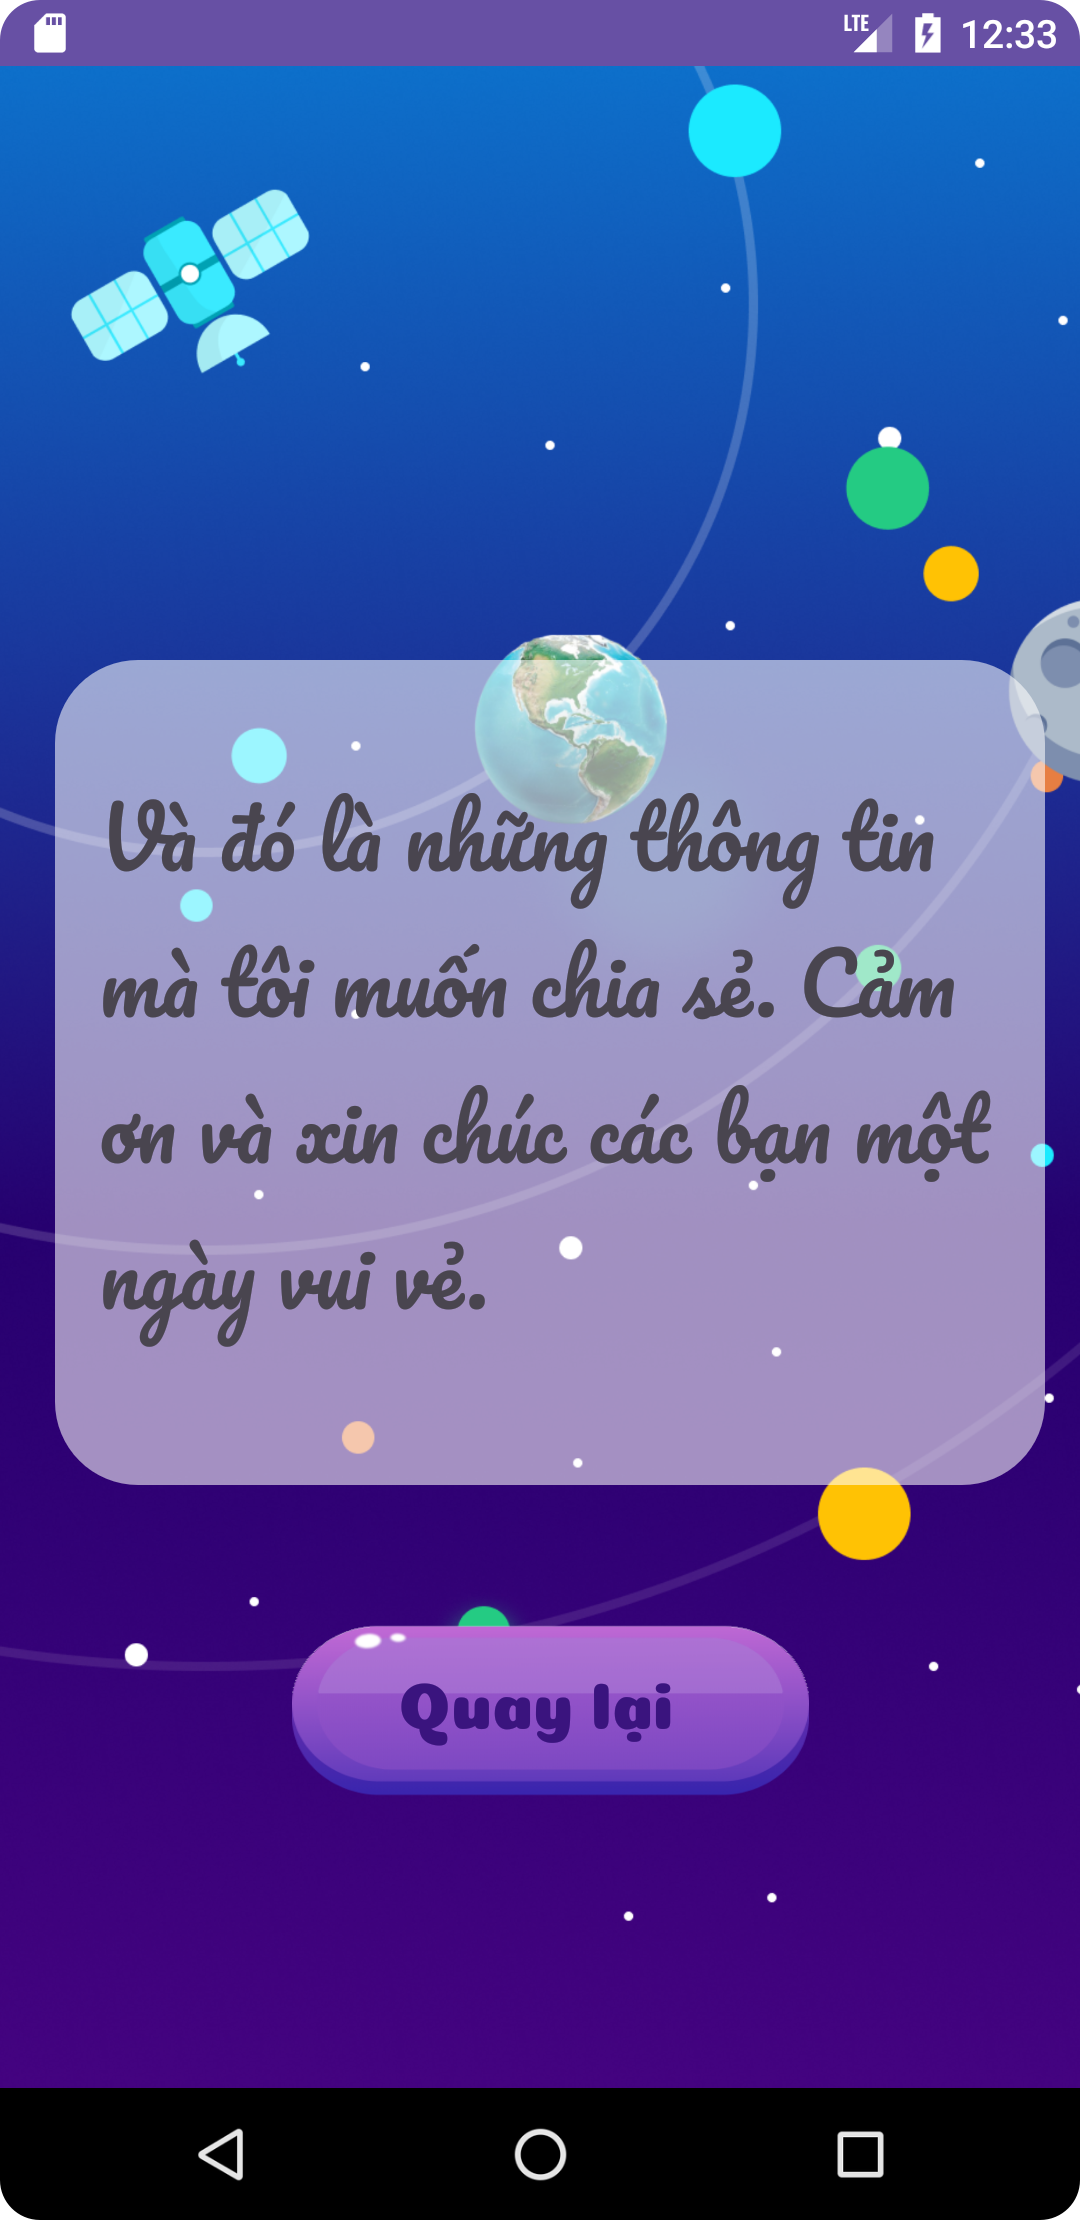 LTE 12:33
Và đó là những thông tin
mà tôi muốn chia sẻ. Cảm
ơn và xin chúc các bạn một
ngày vui vẻ.
Quay lại